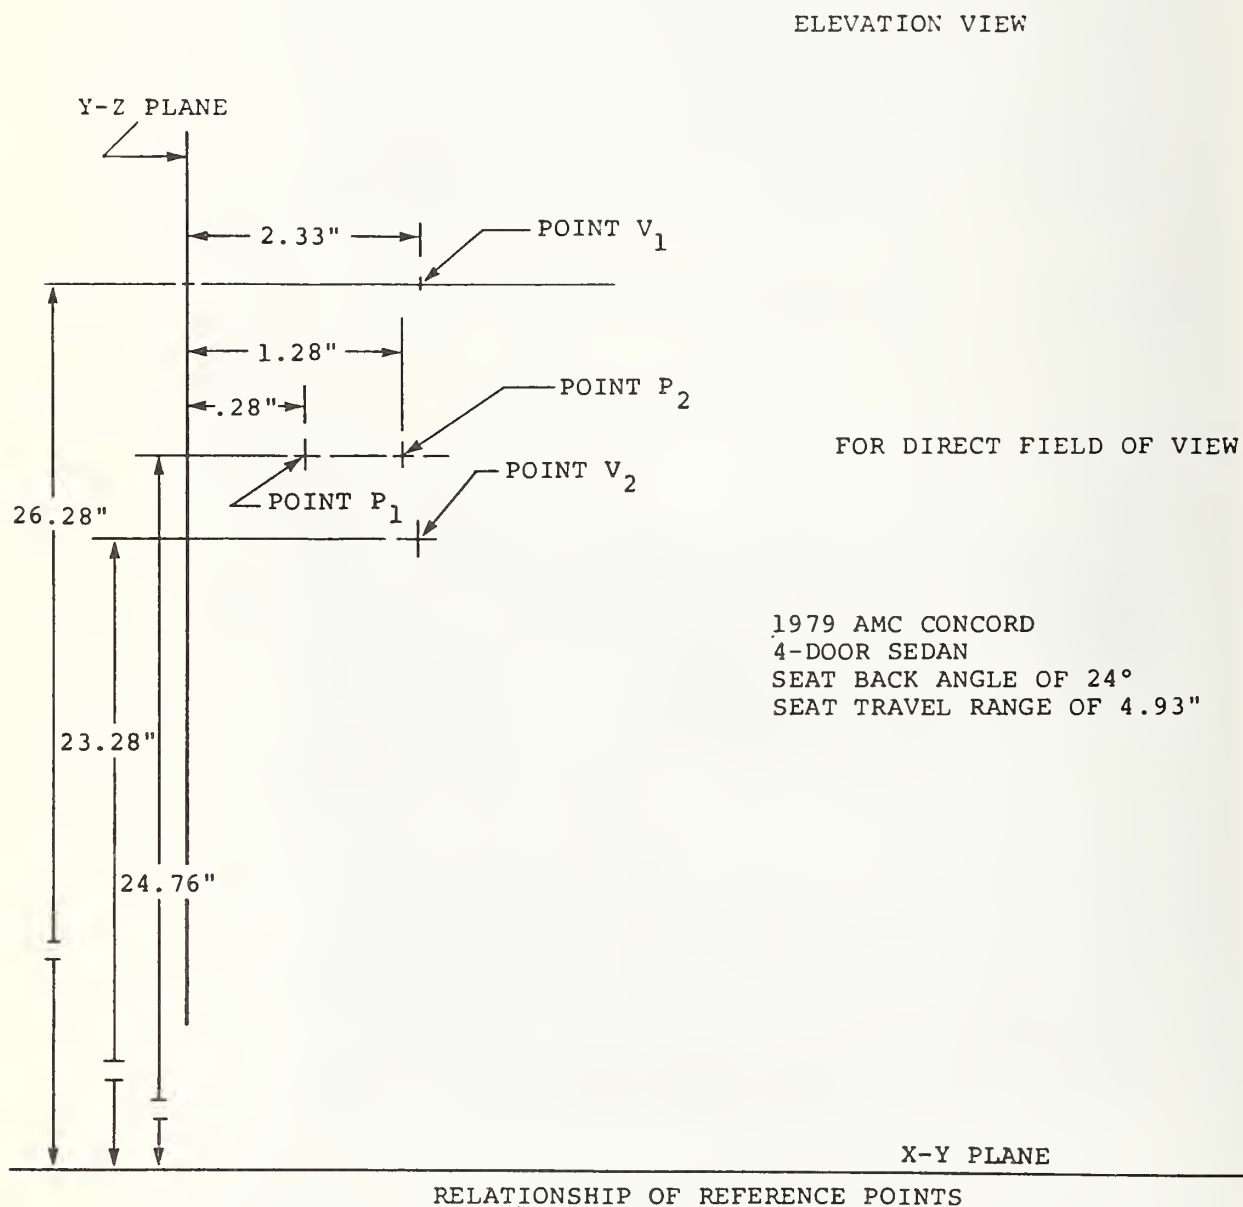 ELEVATION VIEW
Y-Z PLANE
2.33"
POINT V1
1.28"
POINT P2
.28"
FOR DIRECT FIELD OF VIEW
POINT V2
POINT P1
26.28"
1979 AMC CONCORD
4-DOOR SEDAN
SEAT BACK ANGLE OF 24°
SEAT TRAVEL RANGE OF 4.93"
23.28"
24.76"
X-Y PLANE
RELATIONSHIP OF REFERENCE POINTS